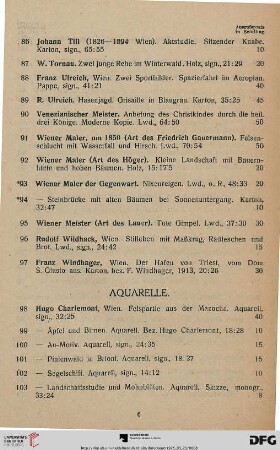 Ausrufpreis
in Schilling
86 Johann Till (1826—1894 Wien). Aktstudie. Sitzender Knabe.
Karton, sign., 65:55 10
87 W. Tornau. Zwei junge Rehe im Winterwald. Holz, sign., 21:29 20
88 Franz Ulreich, Wien. Zwei Sportbilder. Spazierfahrt im Aeroplan.
Pappe, sign., 41:21 40
89 R. Ulreich. Hasenjagd. Grisaille in Blaugrau. Karton, 35:25 45
90 Venezianischer Meister. Anbetung des Christkindes durch die heil.
drei Könige. Moderne Kopie. Lwd., 64:50 50
91 Wiener Maler, um 1850 (Art des Friedrich Gauermann). Felsen-
schlucht mit Wasserfall und Hirsch. Lwd., 70:54 50
92 Wiener Maler (Art des Höger). Kleine Landschaft mit Bauern-
hütte und hohen Bäumen. Holz, 15:17·5 20
*93 Wiener Maler der Gegenwart. Nixenreigen. Lwd., o. R., 48:33 20
*94 — Steinbrücke mit alten Bäumen bei Sonnenuntergang. Karton,
32:47 10
95 Wiener Meister (Art des Lauer). Tote Gimpel. Lwd., 37:30 30
96 Rudolf Wildhack, Wien. Stilleben mit Maßkrug, Radieschen und
Brot. Lwd., sign., 24:42 15
97 Franz Windhager, Wien. Der Hafen von Triest, vom Dom
S. Giusto aus. Karton, bez. F. Windhager, 1913, 20:26 30
AQUARELLE.
98 Hugo Charlemont, Wien. Felspartie aus der Marocha. Aquarell,
sign., 32:25 40
99 — Äpfel und Birnen. Aquarell. Bez. Hugo Charlemont, 18:28 10
100 — Au-Motiv. Aquarell, sign., 24:35 15
101 — Pinienwald in Brioni. Aquarell, sign., 18:27 15
102 — Segelschiff. Aquarell, sign., 14:12 10
103 — Landschaftsstudie und Mohnblüten. Aquarell. Skizze, monogr.,
33:24 8
6